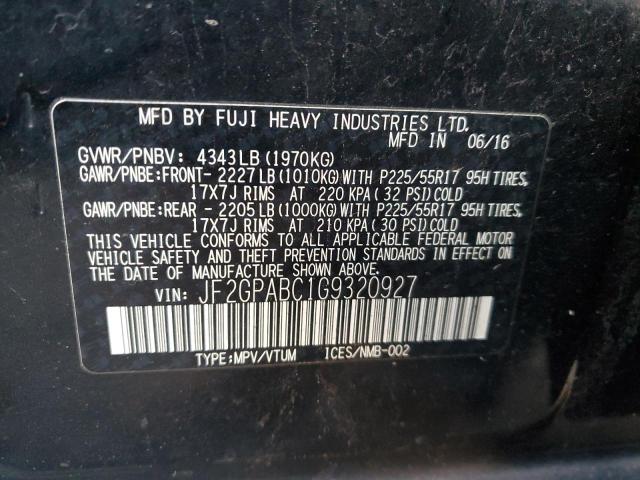 MFD BY FUJI HEAVY INDUSTRIES LTD.
MFD IN 06/16
GVWR/PNBV: 4343LB (1970KG)
GAWR/PNBE:FRONT- 2227LB (1010KG) WITH P225/55R17 95H TIRES,
17X7J RIMS AT 220 KPA (32 PSI) COLD
GAWR/PNBE:REAR - 2205LB (1000KG) WITH P225/55R17 95H TIRES,
17X7J RIMS AT 210 KPA (30 PSI) COLD
THIS VEHICLE CONFORMS TO ALL APPLICABLE FEDERAL MOTOR
VEHICLE SAFETY AND THEFT PREVENTION STANDARDS IN EFFECT
ON THE DATE OF MANUFACTURE SHOWN ABOVE.
VIN: JF2GPABC1G9320927
TYPE:MPV/VTUM ICES/NMB-002